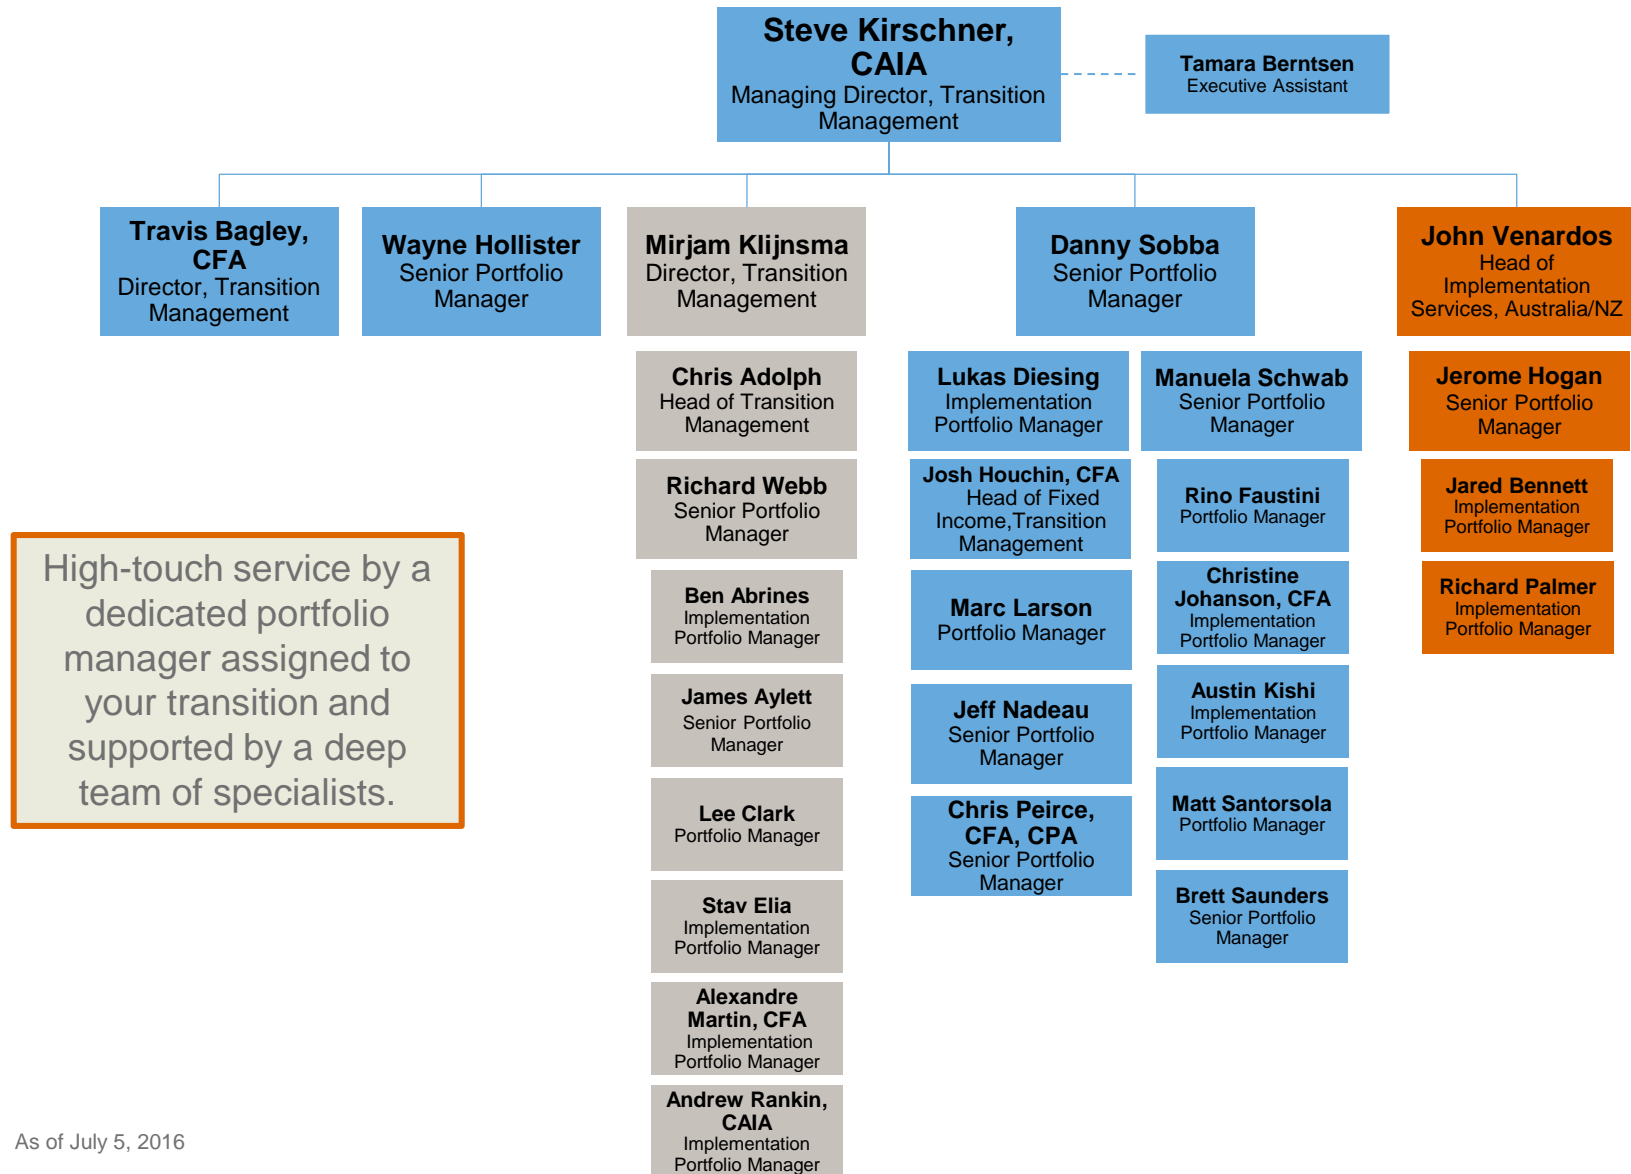 Steve Kirschner,
CAIA
Managing Director, Transition
Management
Tamara Berntsen
Executive Assistant
Travis Bagley,
CFA
Director, Transition
Management
Wayne Hollister
Senior Portfolio
Manager
Mirjam Klijnsma
Director, Transition
Management
Danny Sobba
Senior Portfolio
Manager
John Venardos
Head of
Implementation
Services, Australia/NZ
Chris Adolph
Head of Transition
Management
Richard Webb
Senior Portfolio
Manager
Ben Abrines
Implementation
Portfolio Manager
James Aylett
Senior Portfolio
Manager
Lee Clark
Portfolio Manager
Stav Elia
Implementation
Portfolio Manager
Alexandre
Martin, CFA
Implementation
Portfolio Manager
Andrew Rankin,
CAIA
Implementation
Portfolio Manager
Lukas Diesing
Implementation
Portfolio Manager
Josh Houchin, CFA
Head of Fixed
Income,Transition
Management
Marc Larson
Portfolio Manager
Jeff Nadeau
Senior Portfolio
Manager
Chris Peirce,
CFA, CPA
Senior Portfolio
Manager
Manuela Schwab
Senior Portfolio
Manager
Rino Faustini
Portfolio Manager
Christine
Johanson, CFA
Implementation
Portfolio Manager
Austin Kishi
Implementation
Portfolio Manager
Matt Santorsola
Portfolio Manager
Brett Saunders
Senior Portfolio
Manager
Jerome Hogan
Senior Portfolio
Manager
Jared Bennett
Implementation
Portfolio Manager
Richard Palmer
Implementation
Portfolio Manager
High-touch service by a
dedicated portfolio
manager assigned to
your transition and
supported by a deep
team of specialists.
As of July 5, 2016